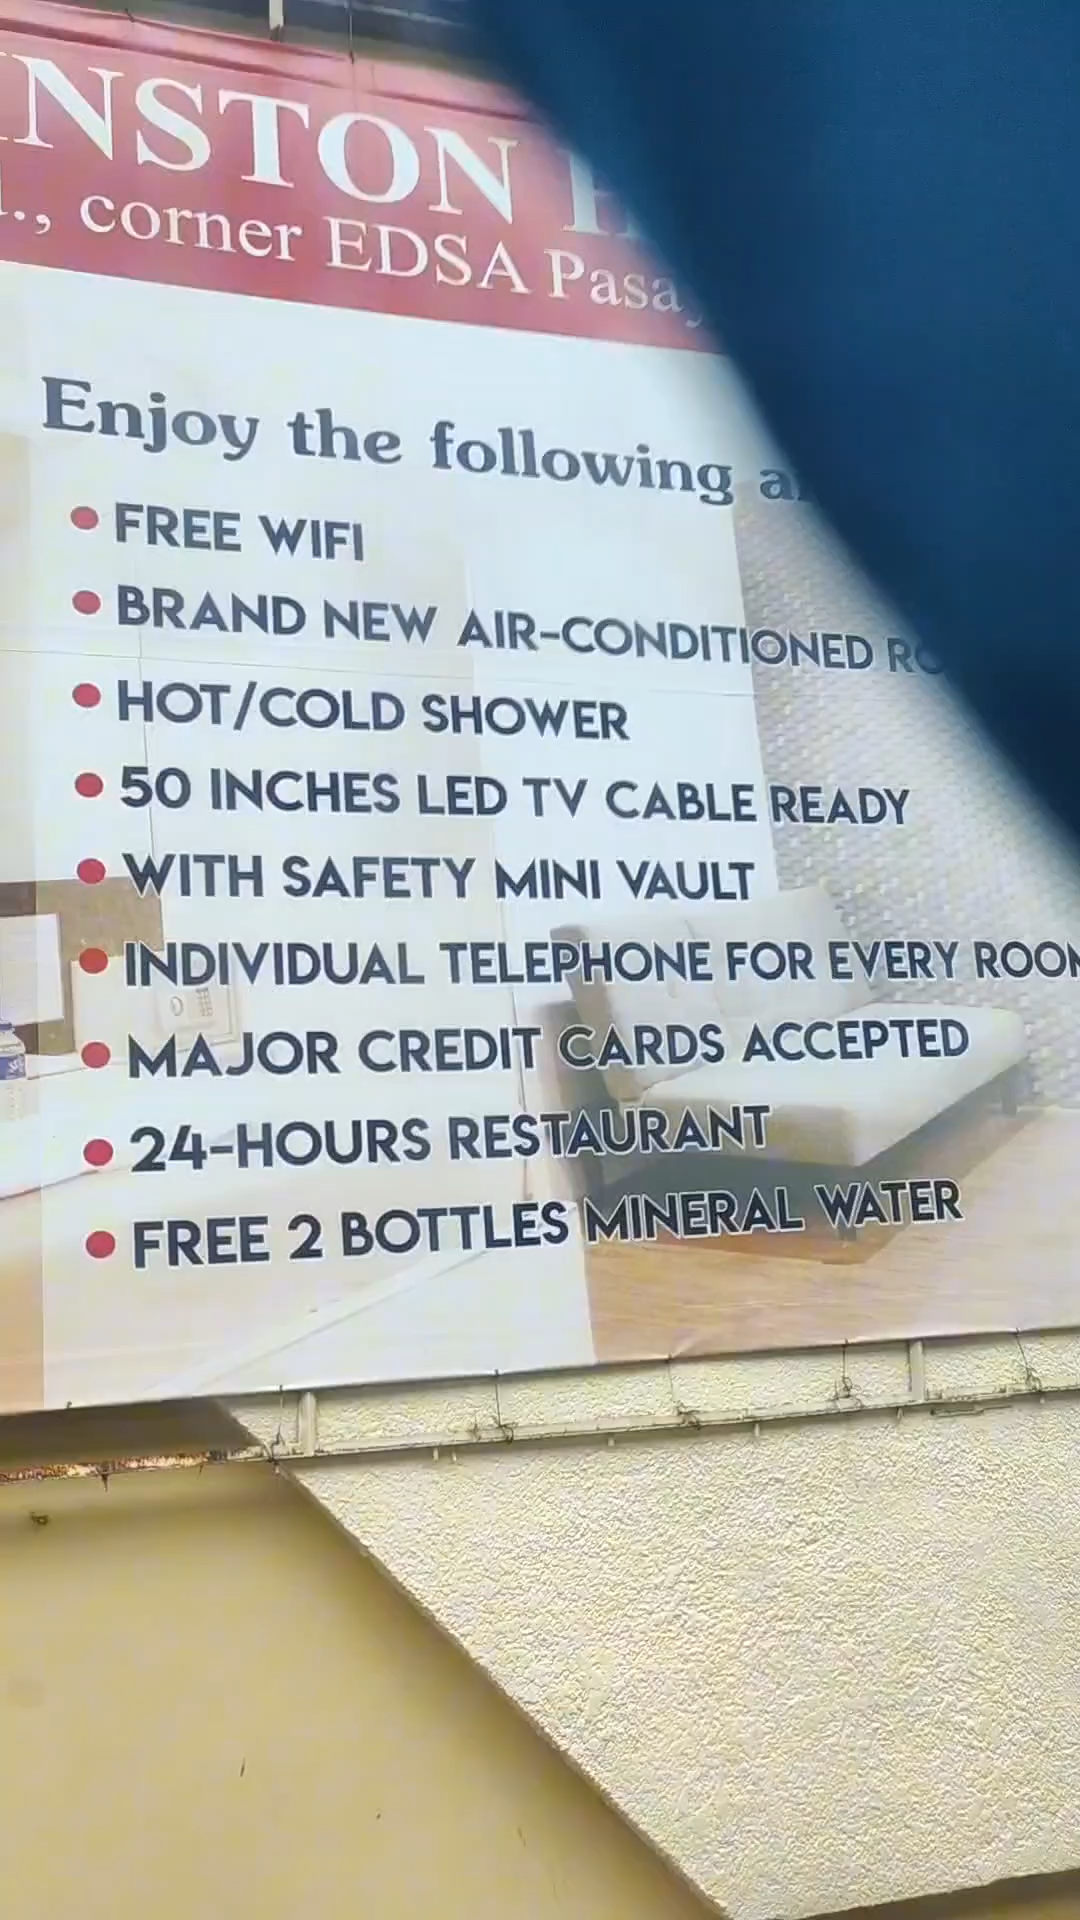 NSTON
., corner EDSA Pasay
Enjoy the following
• FREE WIFI
• BRAND NEW AIR-CONDITIONED
• HOT/COLD SHOWER
• 50 INCHES LED TV CABLE READY
• WITH SAFETY MINI VAULT
• INDIVIDUAL TELEPHONE FOR EVERY ROOM
• MAJOR CREDIT CARDS ACCEPTED
• 24-HOURS RESTAURANT
• FREE 2 BOTTLES MINERAL WATER